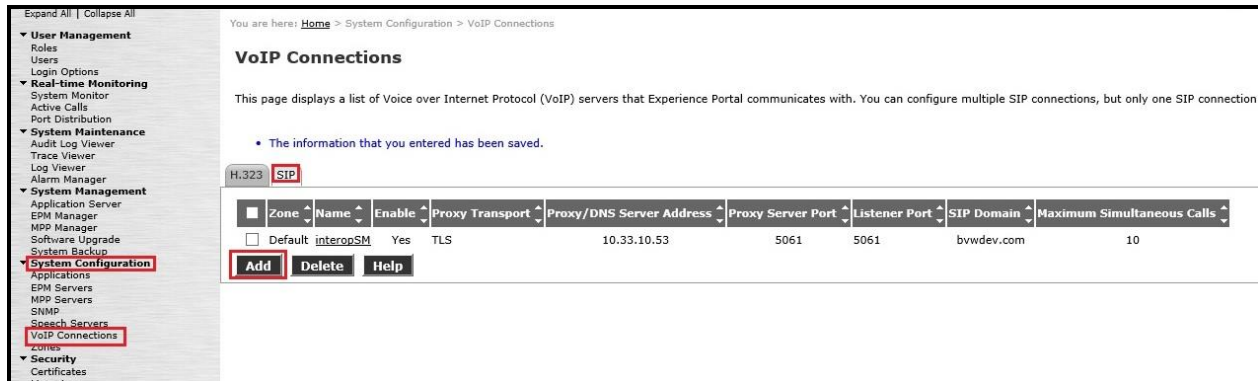 Expand All | Collapse All
▼ User Management
Roles
Users
Login Options
▼ Real-time Monitoring
System Monitor
Active Calls
Port Distribution
▼ System Maintenance
Audit Log Viewer
Trace Viewer
Log Viewer
Alarm Manager
▼ System Management
Application Server
EPM Manager
MPP Manager
Software Upgrade
System Backup
▼ System Configuration
Applications
EPM Servers
MPP Servers
SNMP
Speech Servers
VoIP Connections
Zones
▼ Security
Certificates
You are here: Home > System Configuration > VoIP Connections
VoIP Connections
This page displays a list of Voice over Internet Protocol (VoIP) servers that Experience Portal communicates with. You can configure multiple SIP connections, but only one SIP connection
• The information that you entered has been saved.
H.323 SIP
Zone Name Enable Proxy Transport Proxy/DNS Server Address Proxy Server Port Listener Port SIP Domain Maximum Simultaneous Calls
Default interopSM Yes TLS 10.33.10.53 5061 5061 bvwdev.com 10
Add Delete Help